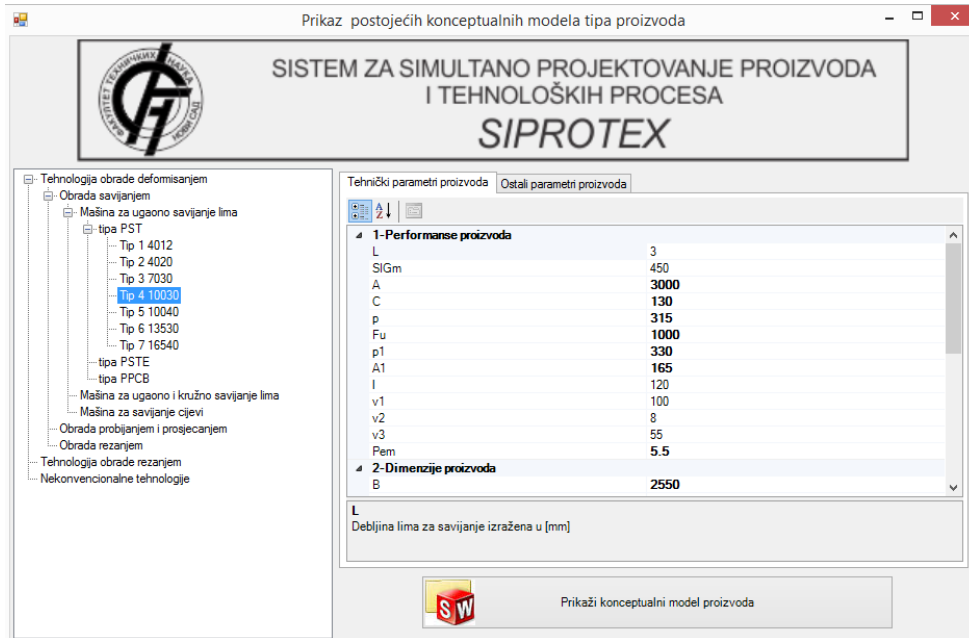 Prikaz postojećih konceptualnih modela tipa proizvoda
ФАКУЛТЕТ ТЕХНИЧКИХ НАУКА
НОВИ САД
SISTEM ZA SIMULTANO PROJEKTOVANJE PROIZVODA
I TEHNOLOŠKIH PROCESA
SIPROTEX
Tehnologija obrade deformisanjem
Obrada savijanjem
Mašina za ugaono savijanje lima
tipa PST
Tip 1 4012
Tip 2 4020
Tip 3 7030
Tip 4 10030
Tip 5 10040
Tip 6 13530
Tip 7 16540
tipa PSTE
tipa PPCB
Mašina za ugaono i kružno savijanje lima
Mašina za savijanje cijevi
Obrada probijanjem i prosjecanjem
Obrada rezanjem
Tehnologija obrade rezanjem
Nekonvencionalne tehnologije
Tehnički parametri proizvoda Ostali parametri proizvoda
1-Performanse proizvoda
L 3
SIGm 450
A 3000
C 130
p 315
Fu 1000
p1 330
A1 165
l 120
v1 100
v2 8
v3 55
Pem 5.5
2-Dimenzije proizvoda
B 2550
L
Debljina lima za savijanje izražena u [mm]
SW
Prikaži konceptualni model proizvoda